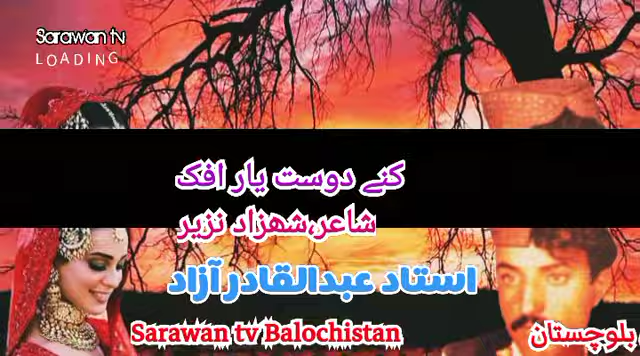 Sarawan tv
LOADING
کنے دوست یار افک
شاعر،شهزاد نزیر
استاد عبدالقادر آزاد
Sarawan tv Balochistan
بلوچستان